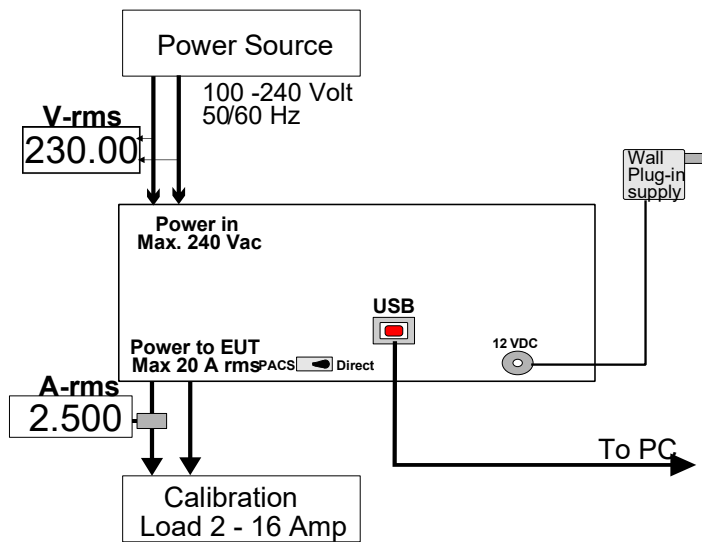 Power Source
100 -240 Volt
50/60 Hz
V-rms
230.00
Wall
Plug-in
supply
Power in
Max. 240 Vac
USB
12 VDC
Power to EUT
Max 20 A rms
PACS
Direct
A-rms
2.500
To PC
Calibration
Load 2 - 16 Amp